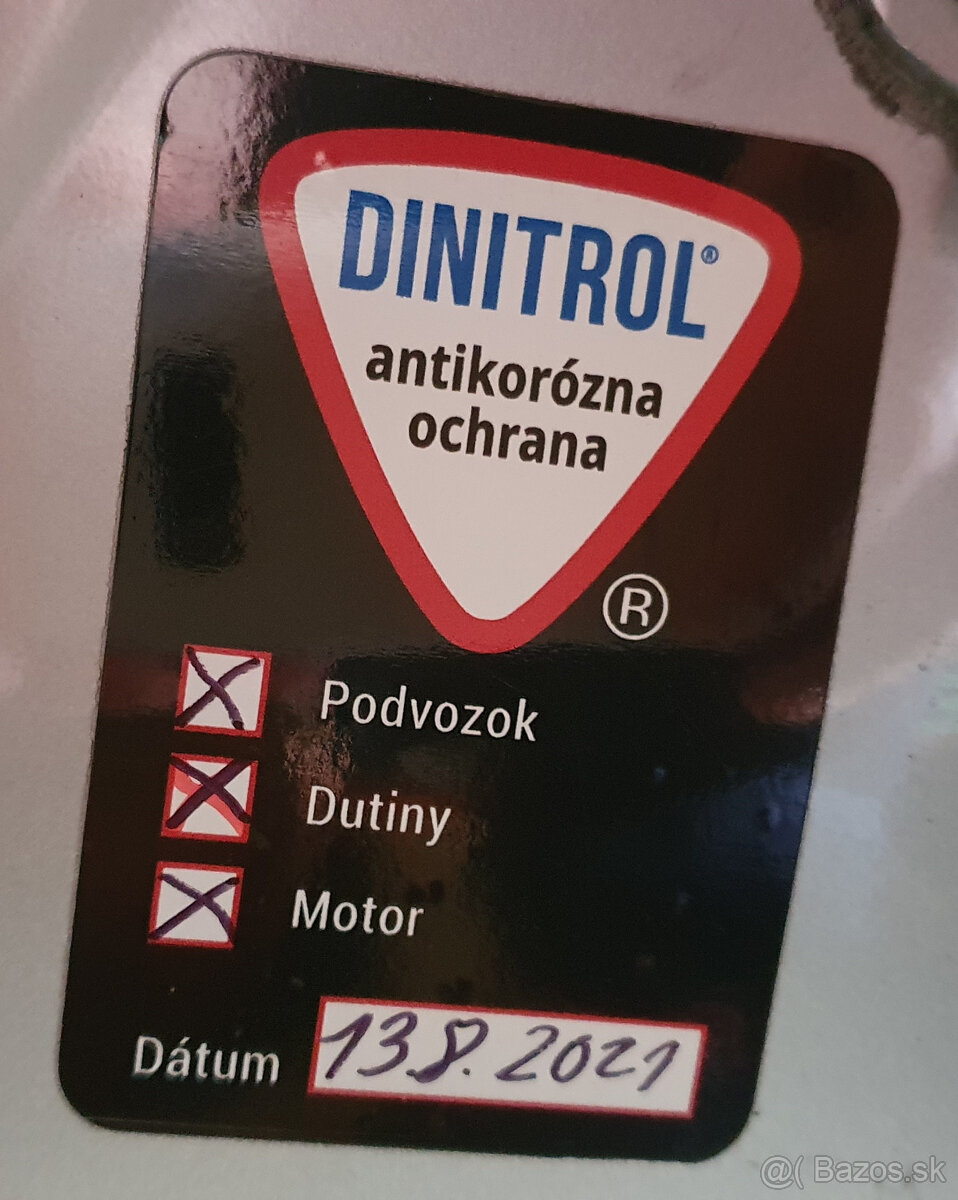 DINITROL®
antikorózna
ochrana
®
Podvozok
Dutiny
Motor
Dátum 13.8.2021
@( Bazos.sk